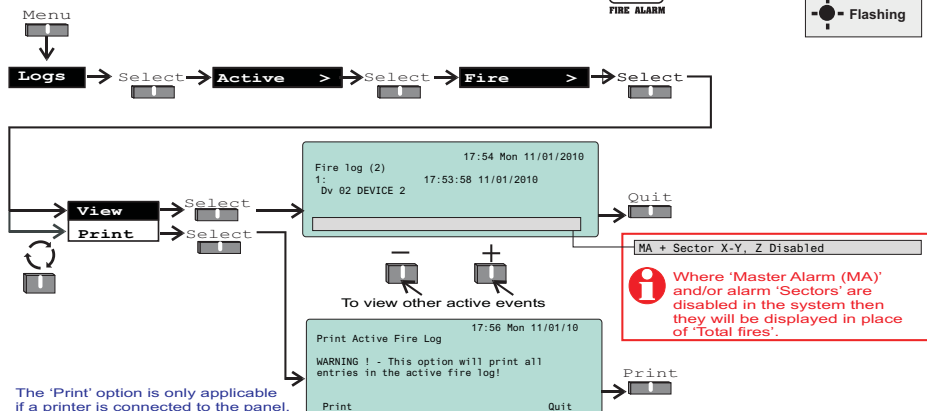 Menu
FIRE ALARM
Flashing
Logs
Select
Active >
Select
Fire >
Select
17:54 Mon 11/01/2010
Fire log (2)
1: 17:53:58 11/01/2010
Dv 02 DEVICE 2
View
Select
Print
Select
Quit
MA + Sector X-Y, Z Disabled
i Where ‘Master Alarm (MA)’
and/or alarm ‘Sectors’ are
disabled in the system then
they will be displayed in place
of ‘Total fires’.
− +
To view other active events
17:56 Mon 11/01/10
Print Active Fire Log
WARNING ! - This option will print all
entries in the active fire log!
Print Quit
Print
The ‘Print’ option is only applicable
if a printer is connected to the panel.